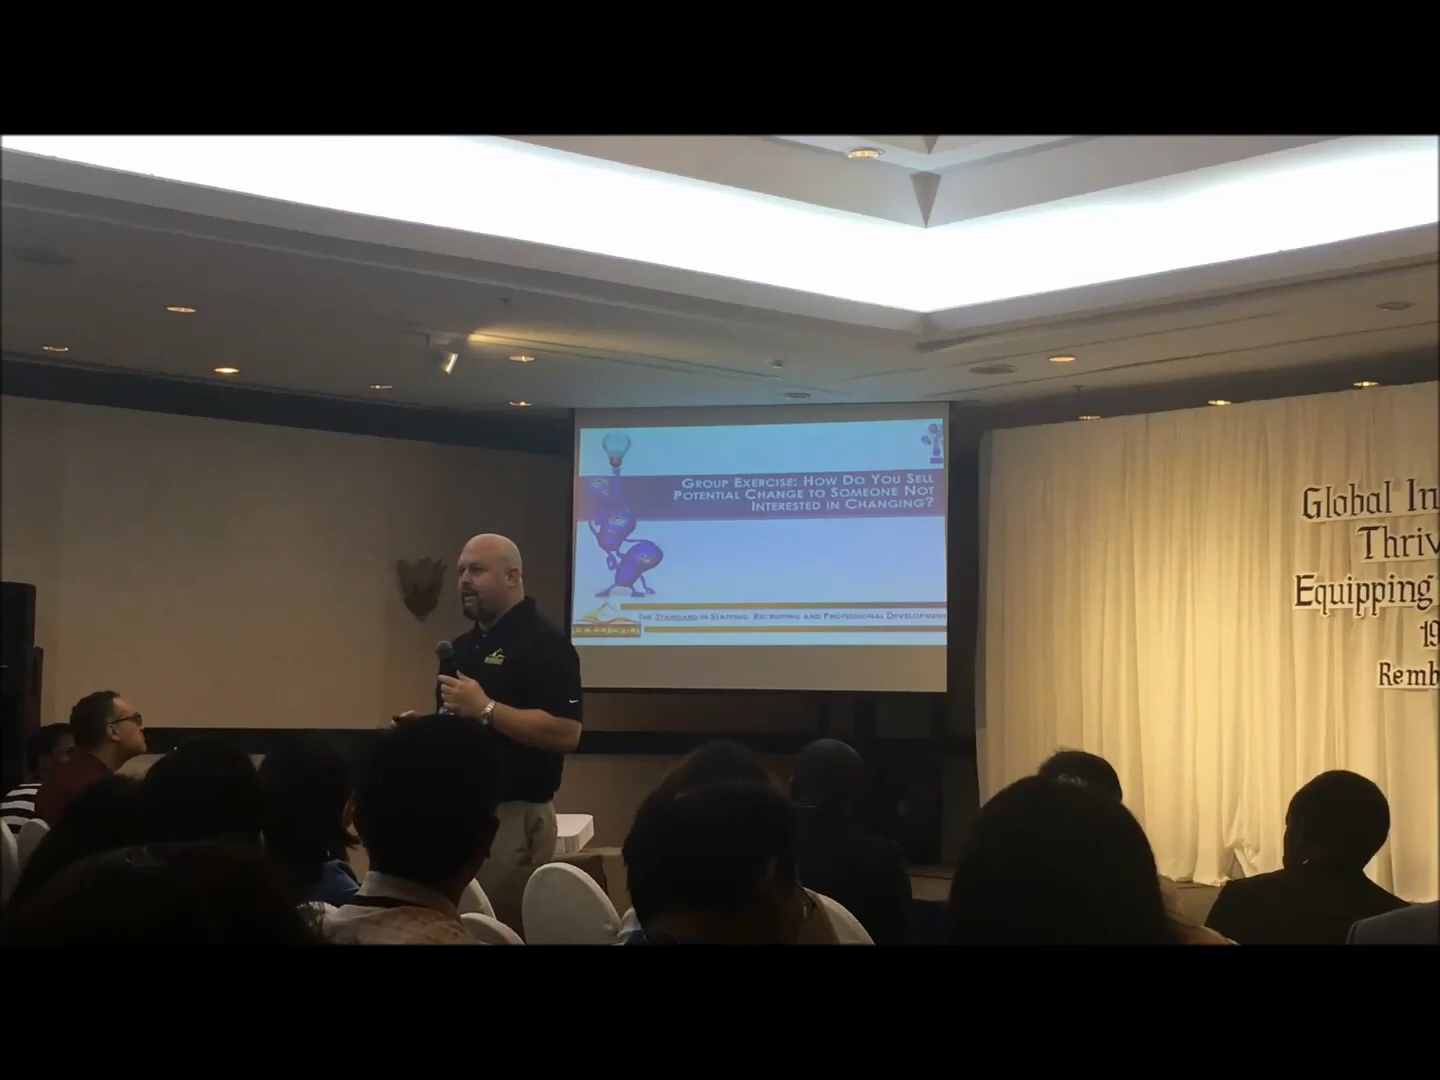 Group Exercise: How Do You Sell
Potential Change to Someone Not
Interested in Changing?
The Standard in Staffing, Recruiting and Professional Development
Global In
Thriv
Equipping
19
Remb